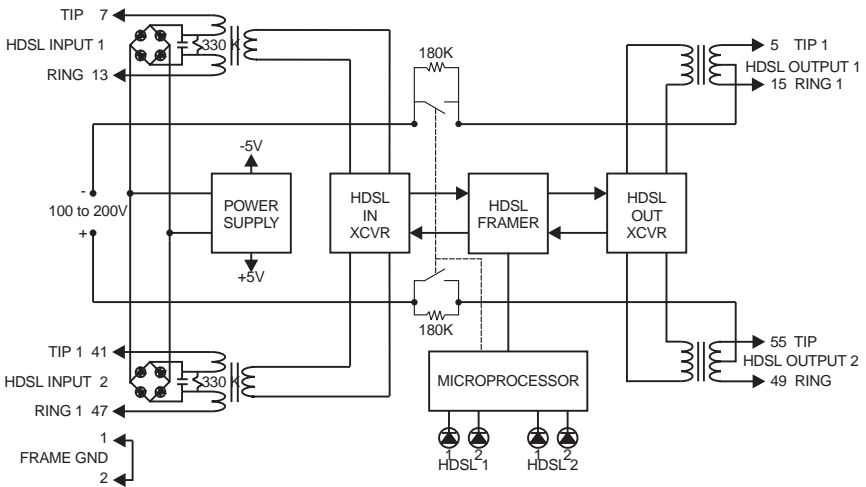 TIP 7
HDSL INPUT 1
330 K
RING 13
180K
5 TIP 1
HDSL OUTPUT 1
15 RING 1
-5V
-
100 to 200V
+
POWER
SUPPLY
+5V
HDSL
IN
XCVR
HDSL
FRAMER
HDSL
OUT
XCVR
180K
TIP 1 41
HDSL INPUT 2
330 K
RING 1 47
55 TIP
HDSL OUTPUT 2
49 RING
MICROPROCESSOR
1 2 1 2
HDSL 1 HDSL 2
1
FRAME GND
2